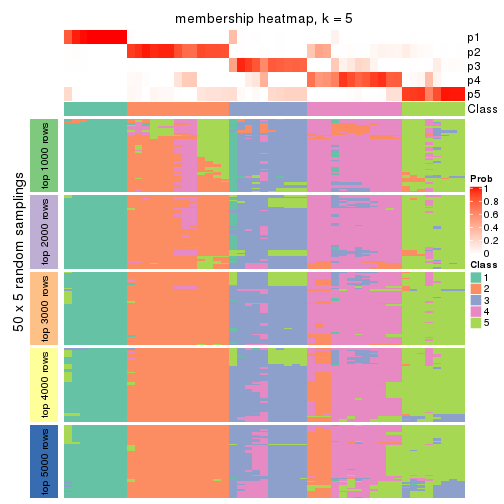 membership heatmap, k = 5
p1
p2
p3
p4
p5
Class
50 x 5 random samplings
top 1000 rows
top 2000 rows
top 3000 rows
top 4000 rows
top 5000 rows
Prob
1
0.8
0.6
0.4
0.2
0
Class
1
2
3
4
5